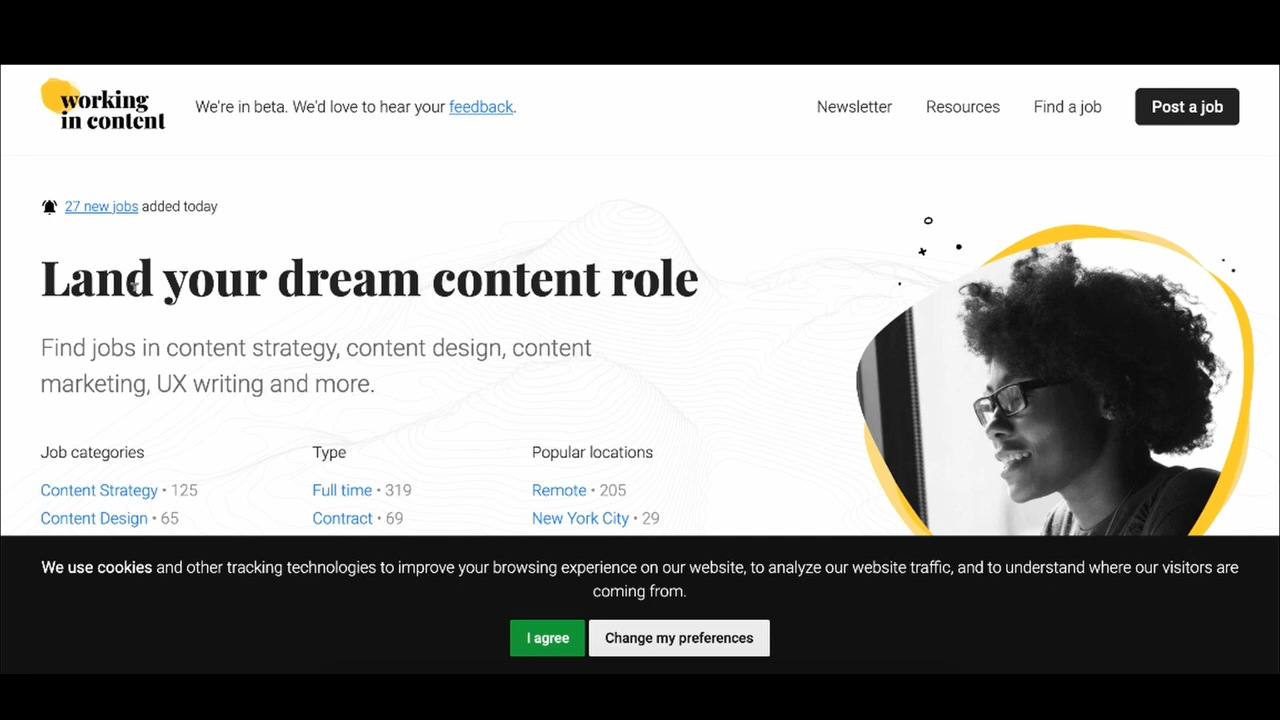 working
in content
We're in beta. We'd love to hear your feedback.
Newsletter
Resources
Find a job
Post a job
27 new jobs added today
Land your dream content role
Find jobs in content strategy, content design, content
marketing, UX writing and more.
Job categories
Type
Popular locations
Content Strategy • 125
Full time • 319
Remote • 205
Content Design • 65
Contract • 69
New York City • 29
We use cookies and other tracking technologies to improve your browsing experience on our website, to analyze our website traffic, and to understand where our visitors are
coming from.
I agree
Change my preferences